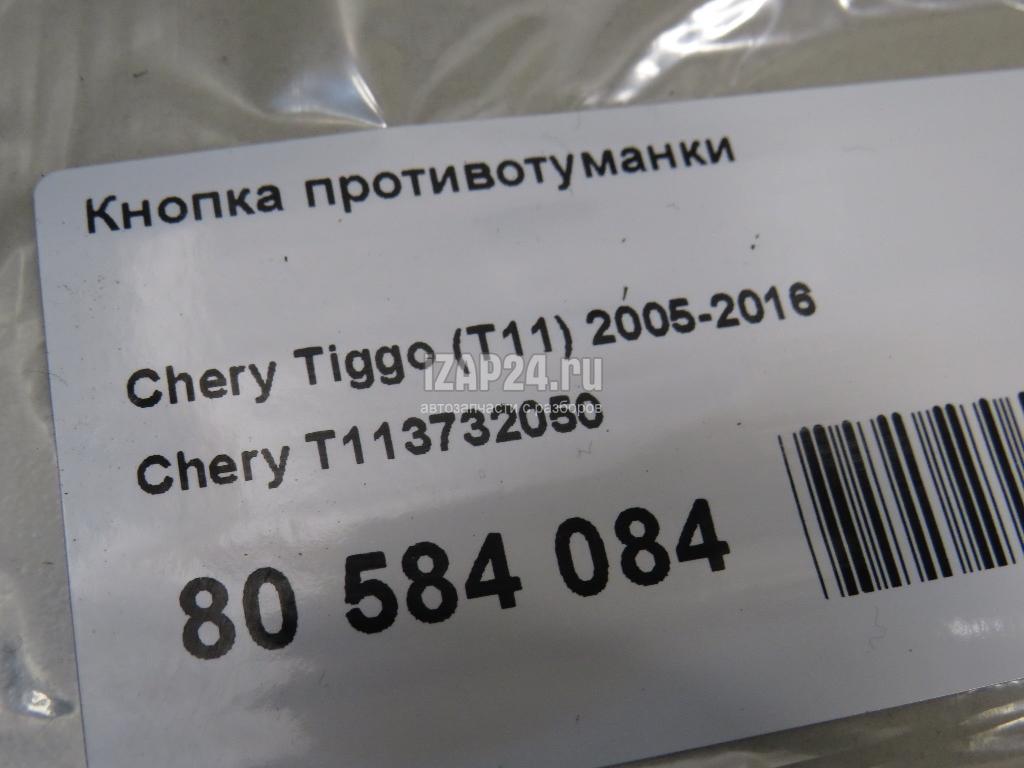 Кнопка противотуманки
Chery Tiggo (T11) 2005-2016
iZAP24.ru
автозапчасти с разборов
Chery T113732050
80 584 084